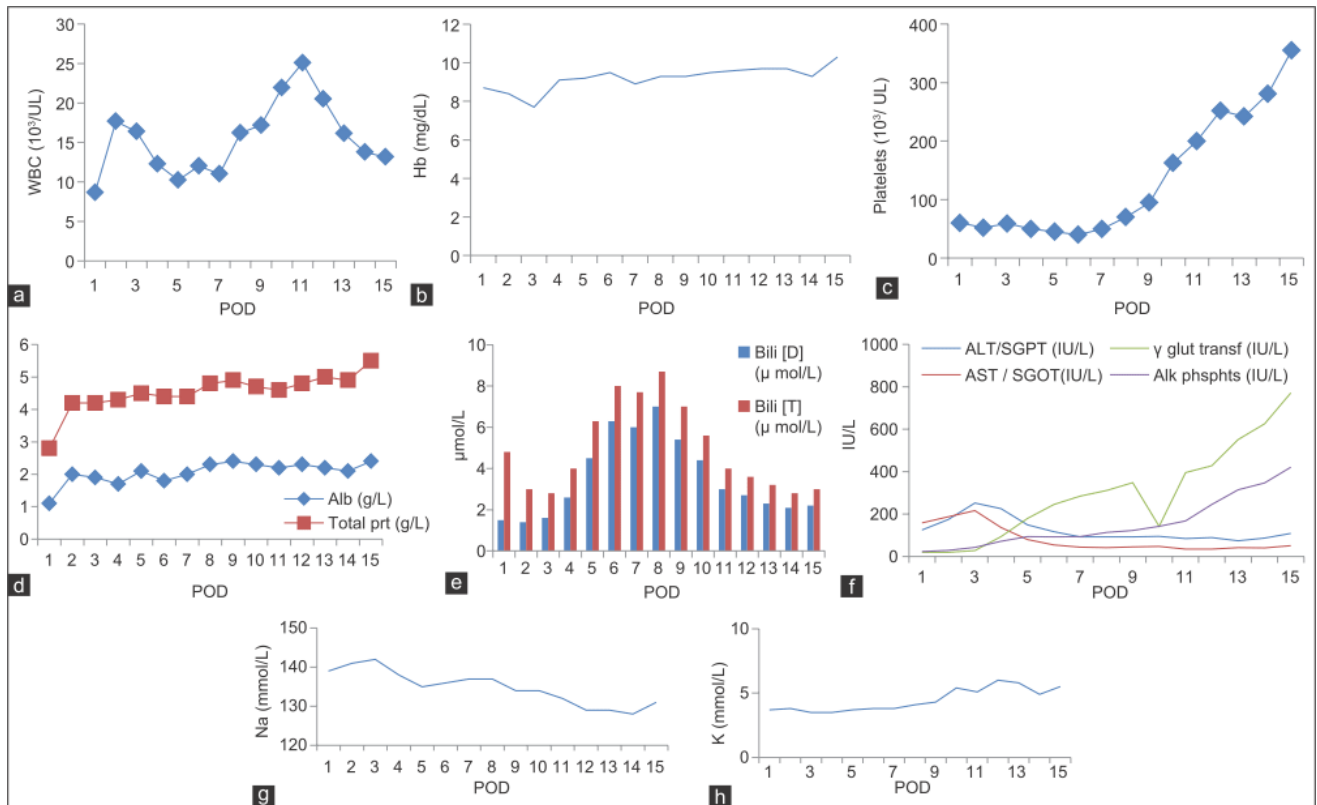 30
25
20
15
10
5
0
WBC (10³/UL)
1 3 5 7 9 11 13 15
POD
a
12
10
8
6
4
2
0
Hb (mg/dL)
1 2 3 4 5 6 7 8 9 10 11 12 13 14 15
POD
b
400
300
200
100
0
Platelets (10³/ UL)
1 3 5 7 9 11 13 15
POD
c
6
5
4
3
2
1
0
Alb (g/L)
Total prt (g/L)
1 2 3 4 5 6 7 8 9 10 11 12 13 14 15
POD
d
10
8
6
4
2
0
µmol/L
Bili [D]
(µ mol/L)
Bili [T]
(µ mol/L)
1 2 3 4 5 6 7 8 9 10 11 12 13 14 15
POD
e
1000
800
600
400
200
0
IU/L
ALT/SGPT (IU/L)
γ glut transf (IU/L)
AST / SGOT(IU/L)
Alk phsphts (IU/L)
1 3 5 7 9 11 13 15
POD
f
150
140
130
120
Na (mmol/L)
1 2 3 4 5 6 7 8 9 10 11 12 13 14 15
POD
g
10
5
0
K (mmol/L)
1 3 5 7 9 11 13 15
POD
h